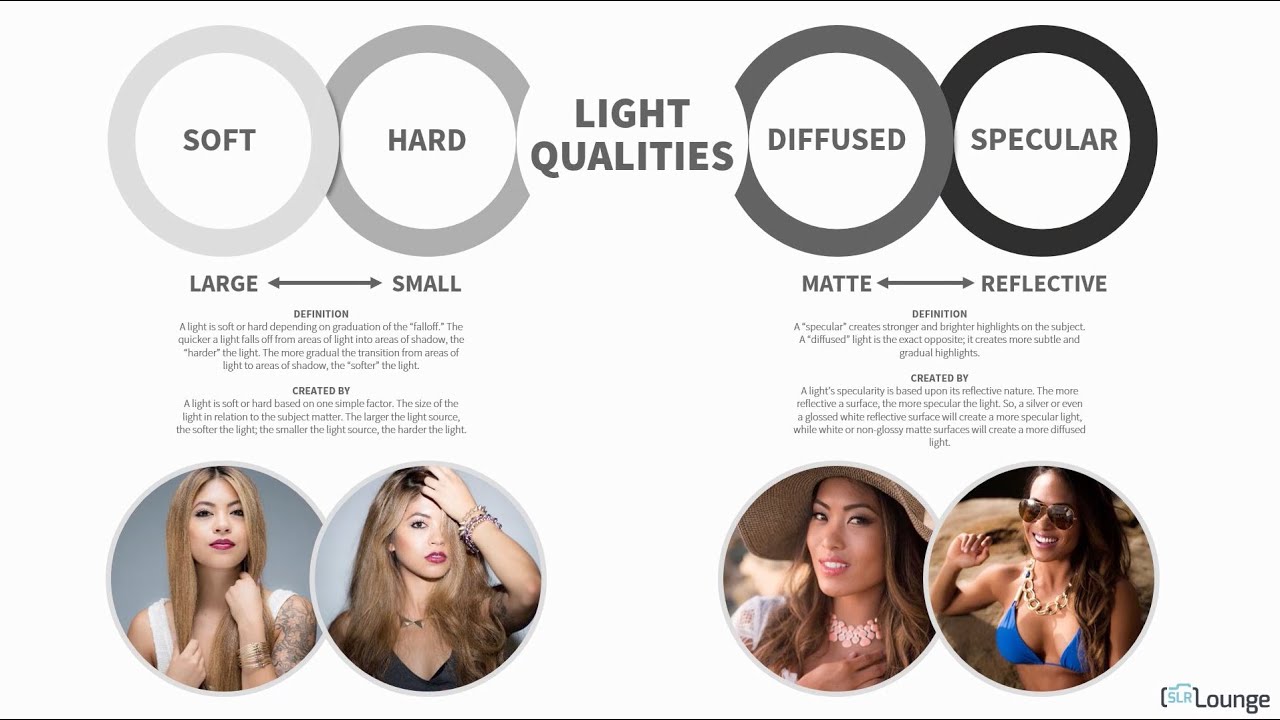 SOFT
HARD
LIGHT
QUALITIES
DIFFUSED
SPECULAR
LARGE
SMALL
MATTE
REFLECTIVE
DEFINITION
A light is soft or hard depending on graduation of the “falloff.” The
quicker a light falls off from areas of light into areas of shadow, the
“harder” the light. The more gradual the transition from areas of
light to areas of shadow, the “softer” the light.
CREATED BY
A light is soft or hard based on one simple factor. The size of the
light in relation to the subject matter. The larger the light source,
the softer the light; the smaller the light source, the harder the light.
DEFINITION
A “specular” creates stronger and brighter highlights on the subject.
A “diffused” light is the exact opposite; it creates more subtle and
gradual highlights.
CREATED BY
A light’s specularity is based upon its reflective nature. The more
reflective a surface, the more specular the light. So, a silver or even
a glossed white reflective surface will create a more specular light,
while white or non-glossy matte surfaces will create a more diffused
light.
SLR Lounge